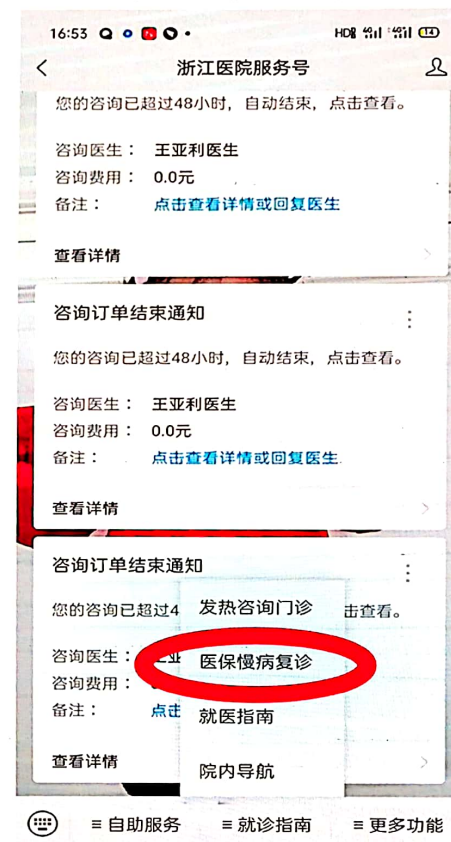 16:53
HD 46 4G 14
浙江医院服务号
您的咨询已超过48小时，自动结束，点击查看。
咨询医生： 王亚利医生
咨询费用： 0.0元
备注： 点击查看详情或回复医生
查看详情
咨询订单结束通知
您的咨询已超过48小时，自动结束，点击查看。
咨询医生： 王亚利医生
咨询费用： 0.0元
备注： 点击查看详情或回复医生
查看详情
咨询订单结束通知
您的咨询已超过4
击查看。
咨询医生：
咨询费用：
备注： 点击
查看详情
发热咨询门诊
医保慢病复诊
就医指南
院内导航
自助服务
就诊指南
更多功能